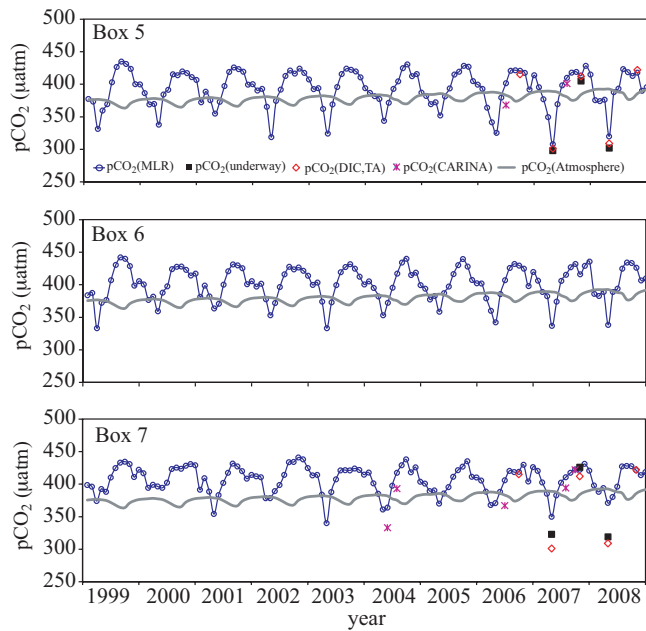 Box 5
500
450
400
350
300
250
pCO2 (µatm)
pCO2(MLR) pCO2(underway) pCO2(DIC,TA) pCO2(CARINA) pCO2(Atmosphere)
Box 6
500
450
400
350
300
250
pCO2 (µatm)
Box 7
500
450
400
350
300
250
pCO2 (µatm)
1999 2000 2001 2002 2003 2004 2005 2006 2007 2008
year